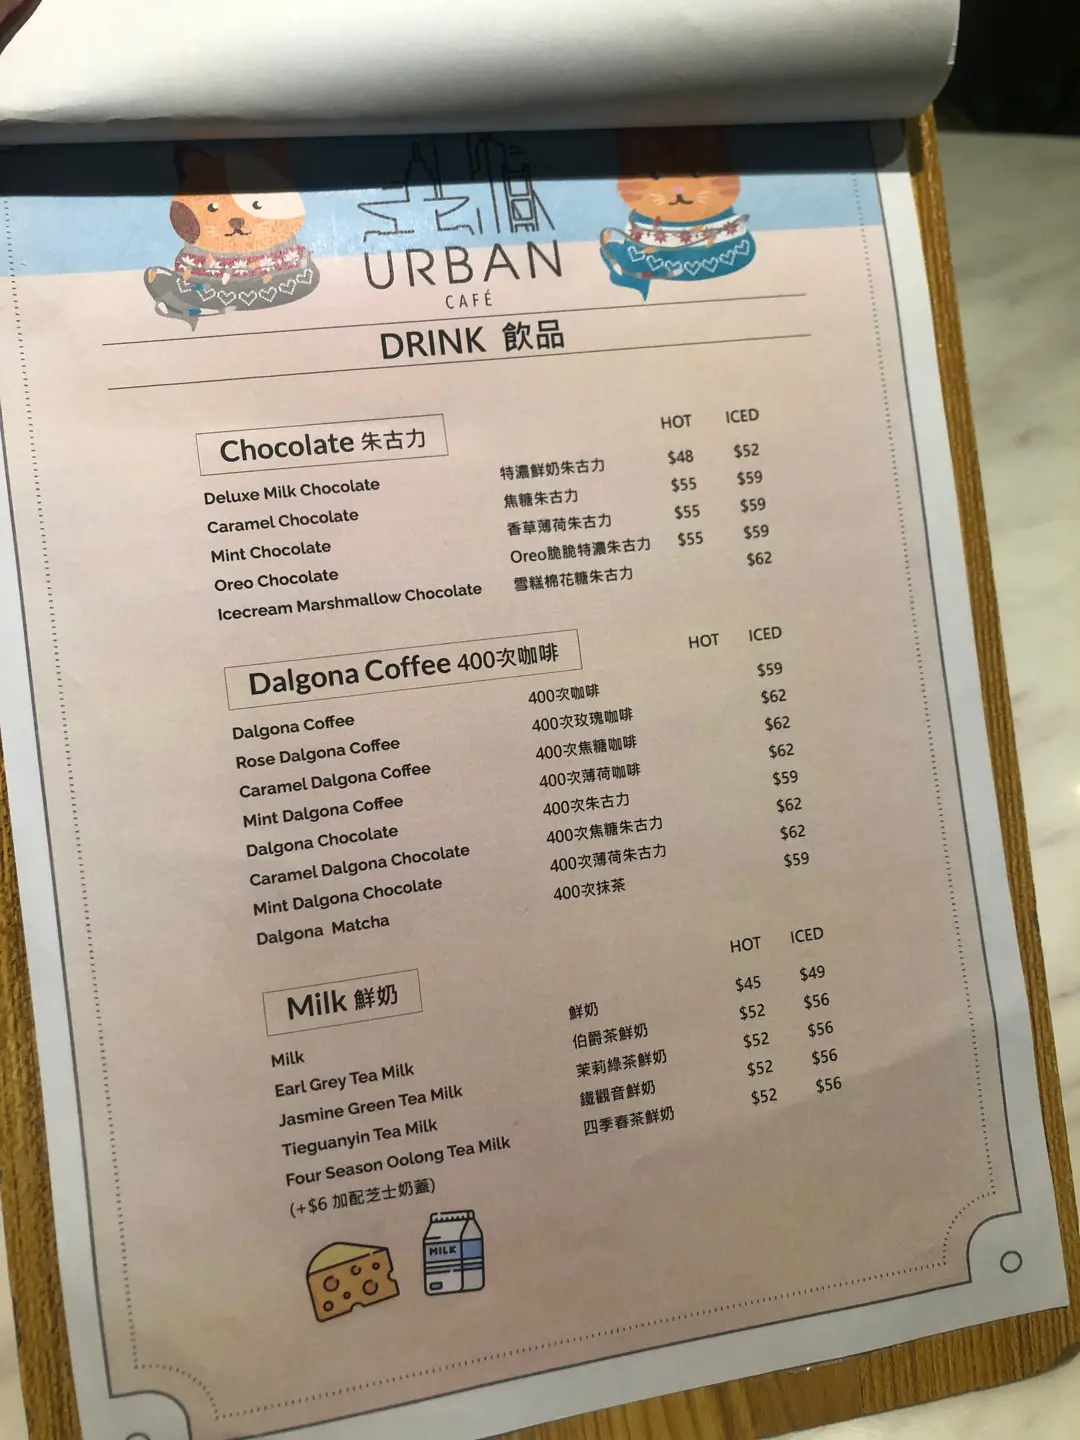 URBAN
CAFÉ
DRINK 飲品
HOT ICED
Chocolate 朱古力
Deluxe Milk Chocolate 特濃鮮奶朱古力 $48 $52
Caramel Chocolate 焦糖朱古力 $55 $59
Mint Chocolate 香草薄荷朱古力 $55 $59
Oreo Chocolate Oreo脆脆特濃朱古力 $55 $59
Icecream Marshmallow Chocolate 雪糕棉花糖朱古力 $62
HOT ICED
Dalgona Coffee 400次咖啡
Dalgona Coffee 400次咖啡 $59
Rose Dalgona Coffee 400次玫瑰咖啡 $62
Caramel Dalgona Coffee 400次焦糖咖啡 $62
Mint Dalgona Coffee 400次薄荷咖啡 $62
Dalgona Chocolate 400次朱古力 $59
Caramel Dalgona Chocolate 400次焦糖朱古力 $62
Mint Dalgona Chocolate 400次薄荷朱古力 $62
Dalgona Matcha 400次抹茶 $59
HOT ICED
Milk 鮮奶
Milk 鮮奶 $45 $49
Earl Grey Tea Milk 伯爵茶鮮奶 $52 $56
Jasmine Green Tea Milk 茉莉綠茶鮮奶 $52 $56
Tieguanyin Tea Milk 鐵觀音鮮奶 $52 $56
Four Season Oolong Tea Milk 四季春茶鮮奶 $52 $56
(+$6 加配芝士奶蓋)
MILK